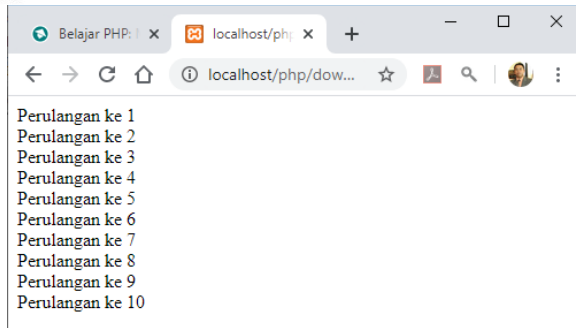 Belajar PHP:
localhost/php
localhost/php/dow...
Perulangan ke 1
Perulangan ke 2
Perulangan ke 3
Perulangan ke 4
Perulangan ke 5
Perulangan ke 6
Perulangan ke 7
Perulangan ke 8
Perulangan ke 9
Perulangan ke 10